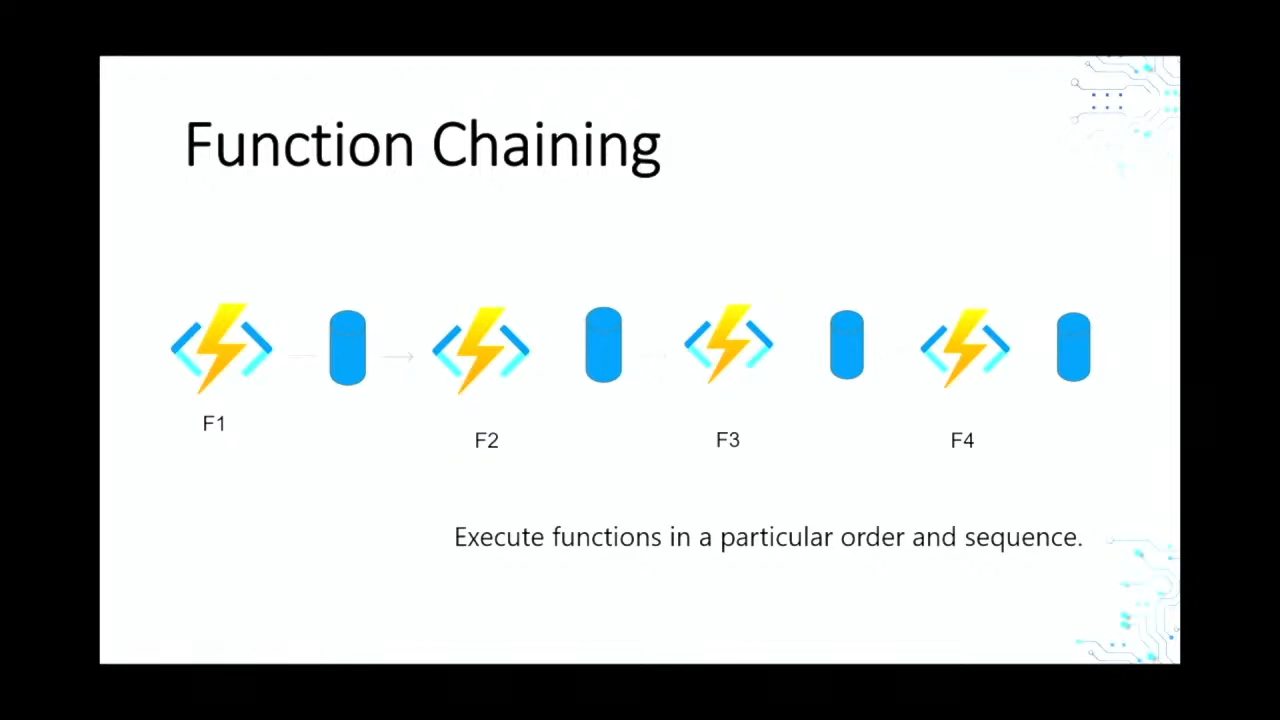 Function Chaining
F1
F2
F3
F4
Execute functions in a particular order and sequence.